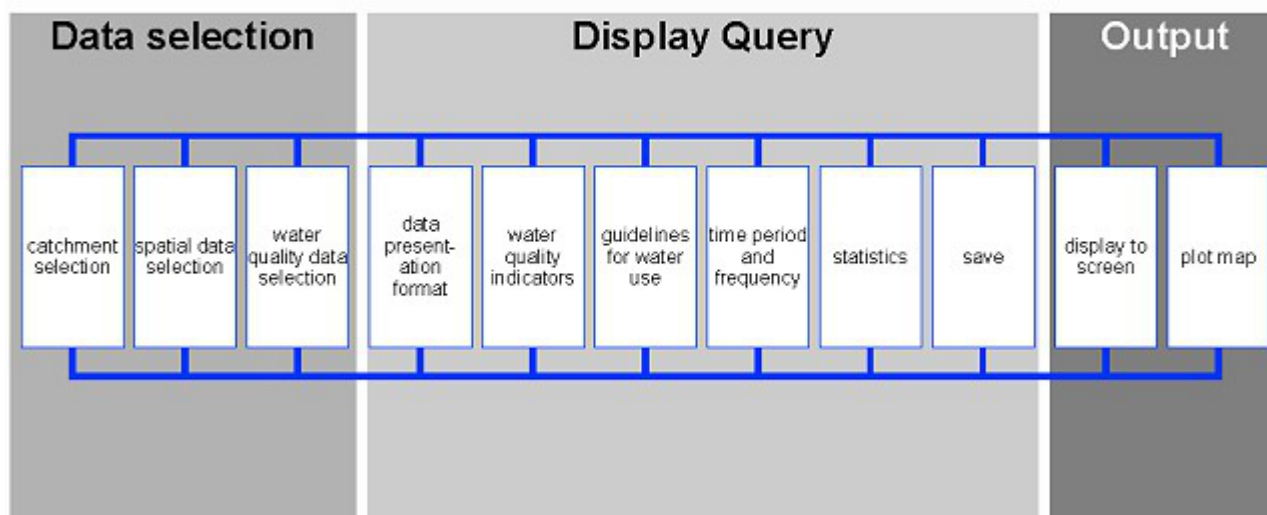 Data selection
Display Query
Output
catchment
selection
spatial data
selection
water
quality data
selection
data
present-
ation
format
water
quality
indicators
guidelines
for water
use
time period
and
frequency
statistics
save
display to
screen
plot map